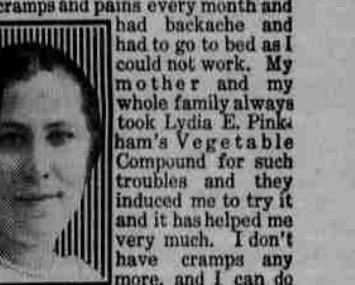 cramps and pains every month and
had backache and
had to go to bed as I
could not work. My
mother and my
whole family always
took Lydia E. Pink-
ham's Vegetable
Compound for such
troubles and they
induced me to try it
and it has helped me
very much. I don't
have cramps any
more, and I can do